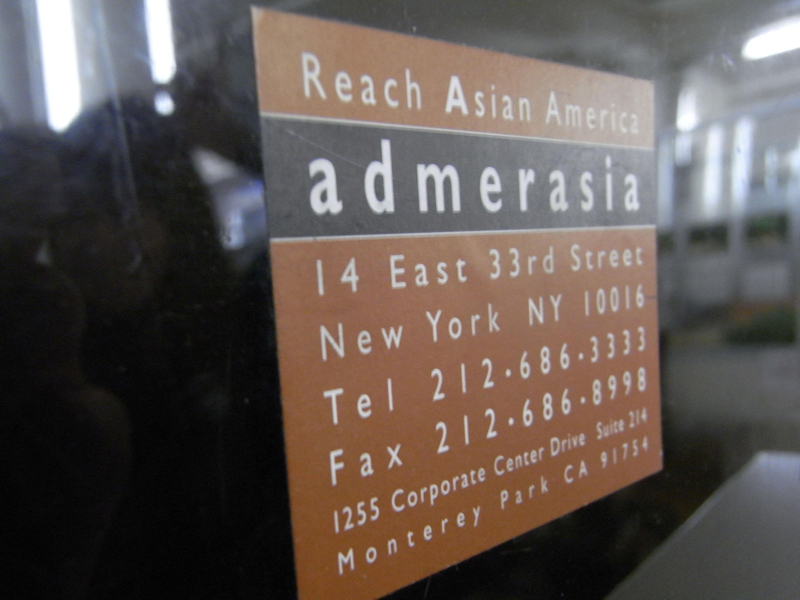 Reach Asian America
admerasia
14 East 33rd Street
New York NY 10016
Tel 212·686·3333
Fax 212·686·8998
1255 Corporate Center Drive Suite 214
Monterey Park CA 91754